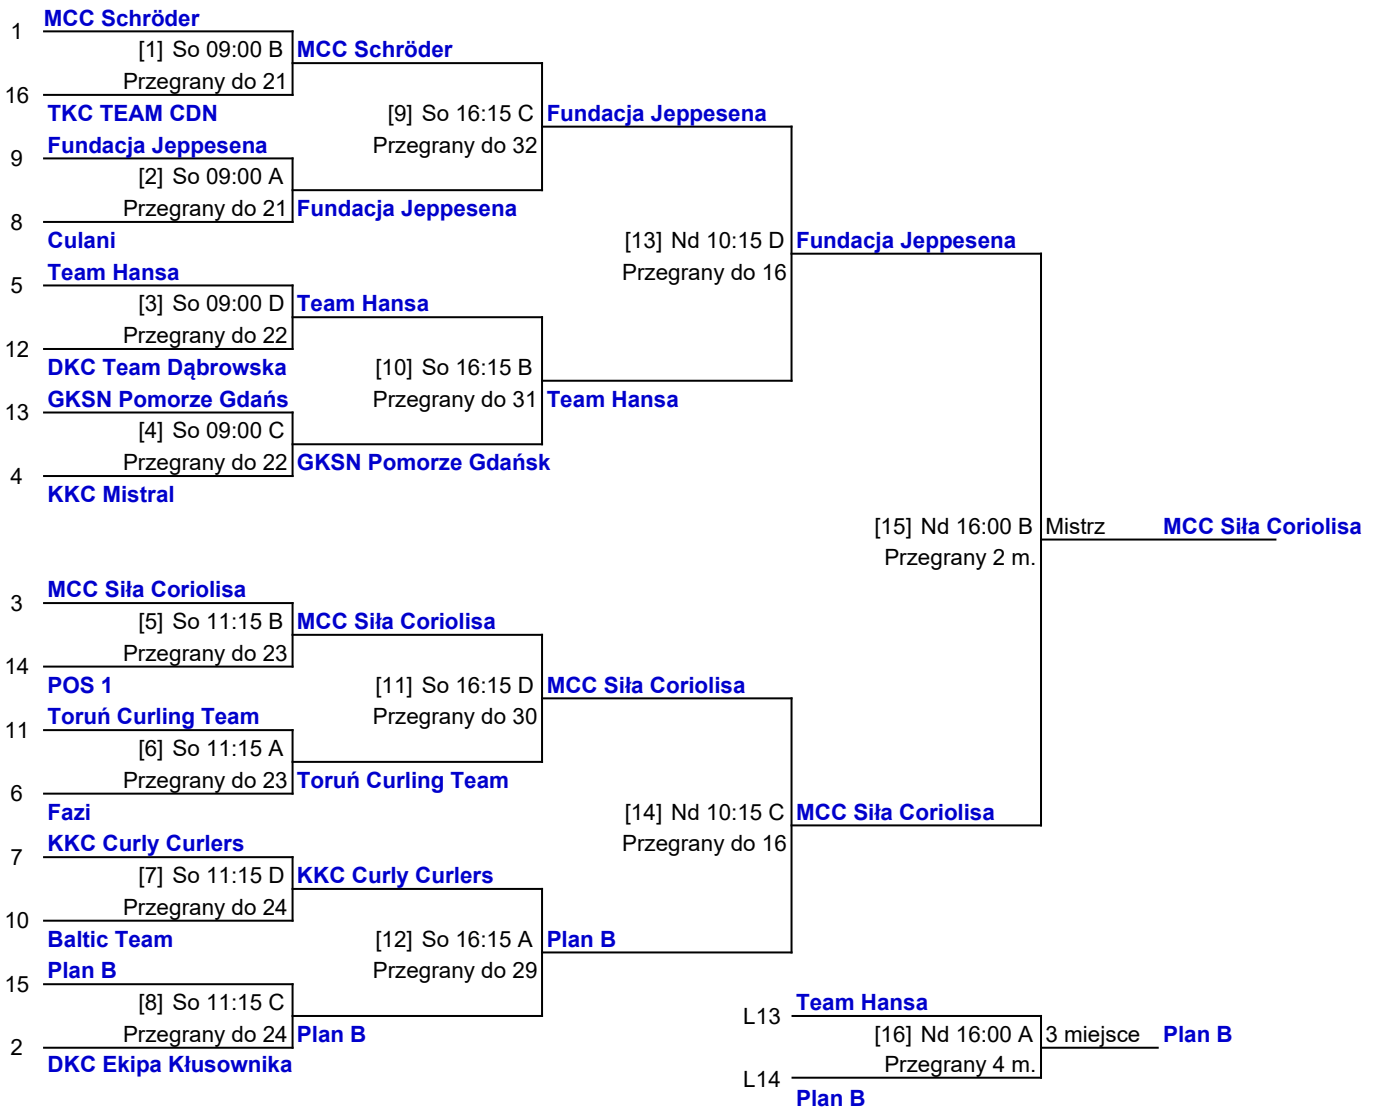 MCC Schröder
1
[1] So 09:00 B MCC Schröder
Przegrany do 21
16
TKC TEAM CDN [9] So 16:15 C Fundacja Jeppesena
Fundacja Jeppesena Przegrany do 32
9
[2] So 09:00 A
Przegrany do 21 Fundacja Jeppesena
8
Culani [13] Nd 10:15 D Fundacja Jeppesena
Team Hansa Przegrany do 16
5
[3] So 09:00 D Team Hansa
Przegrany do 22
12
DKC Team Dąbrowska [10] So 16:15 B
GKSN Pomorze Gdańs Przegrany do 31 Team Hansa
13
[4] So 09:00 C
Przegrany do 22 GKSN Pomorze Gdańsk
4
KKC Mistral
[15] Nd 16:00 B Mistrz MCC Siła Coriolisa
Przegrany 2 m.
MCC Siła Coriolisa
3
[5] So 11:15 B MCC Siła Coriolisa
Przegrany do 23
14
POS 1 [11] So 16:15 D MCC Siła Coriolisa
Toruń Curling Team Przegrany do 30
11
[6] So 11:15 A
Przegrany do 23 Toruń Curling Team
6
Fazi [14] Nd 10:15 C MCC Siła Coriolisa
KKC Curly Curlers Przegrany do 16
7
[7] So 11:15 D KKC Curly Curlers
Przegrany do 24
10
Baltic Team [12] So 16:15 A Plan B
Plan B Przegrany do 29
15
[8] So 11:15 C Team Hansa
L13
Przegrany do 24 Plan B [16] Nd 16:00 A 3 miejsce Plan B
2
DKC Ekipa Kłusownika Przegrany 4 m.
L14
Plan B